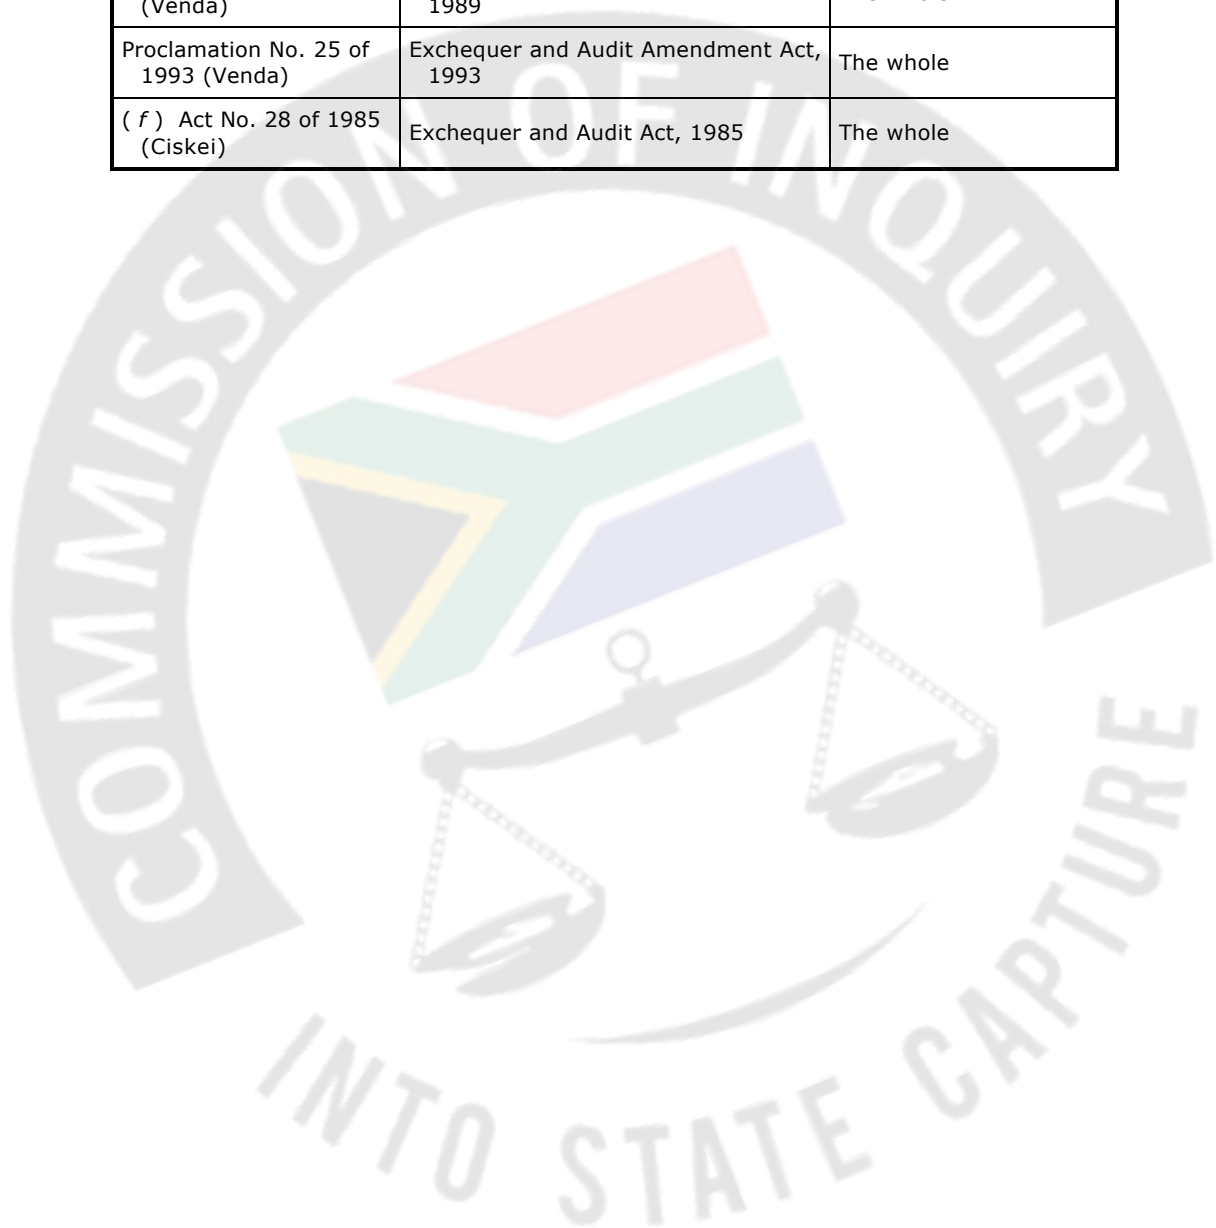 (Venda)
1989
Proclamation No. 25 of
1993 (Venda)
Exchequer and Audit Amendment Act,
1993
The whole
( f ) Act No. 28 of 1985
(Ciskei)
Exchequer and Audit Act, 1985
The whole
COMMISSION OF INQUIRY
INTO STATE CAPTURE